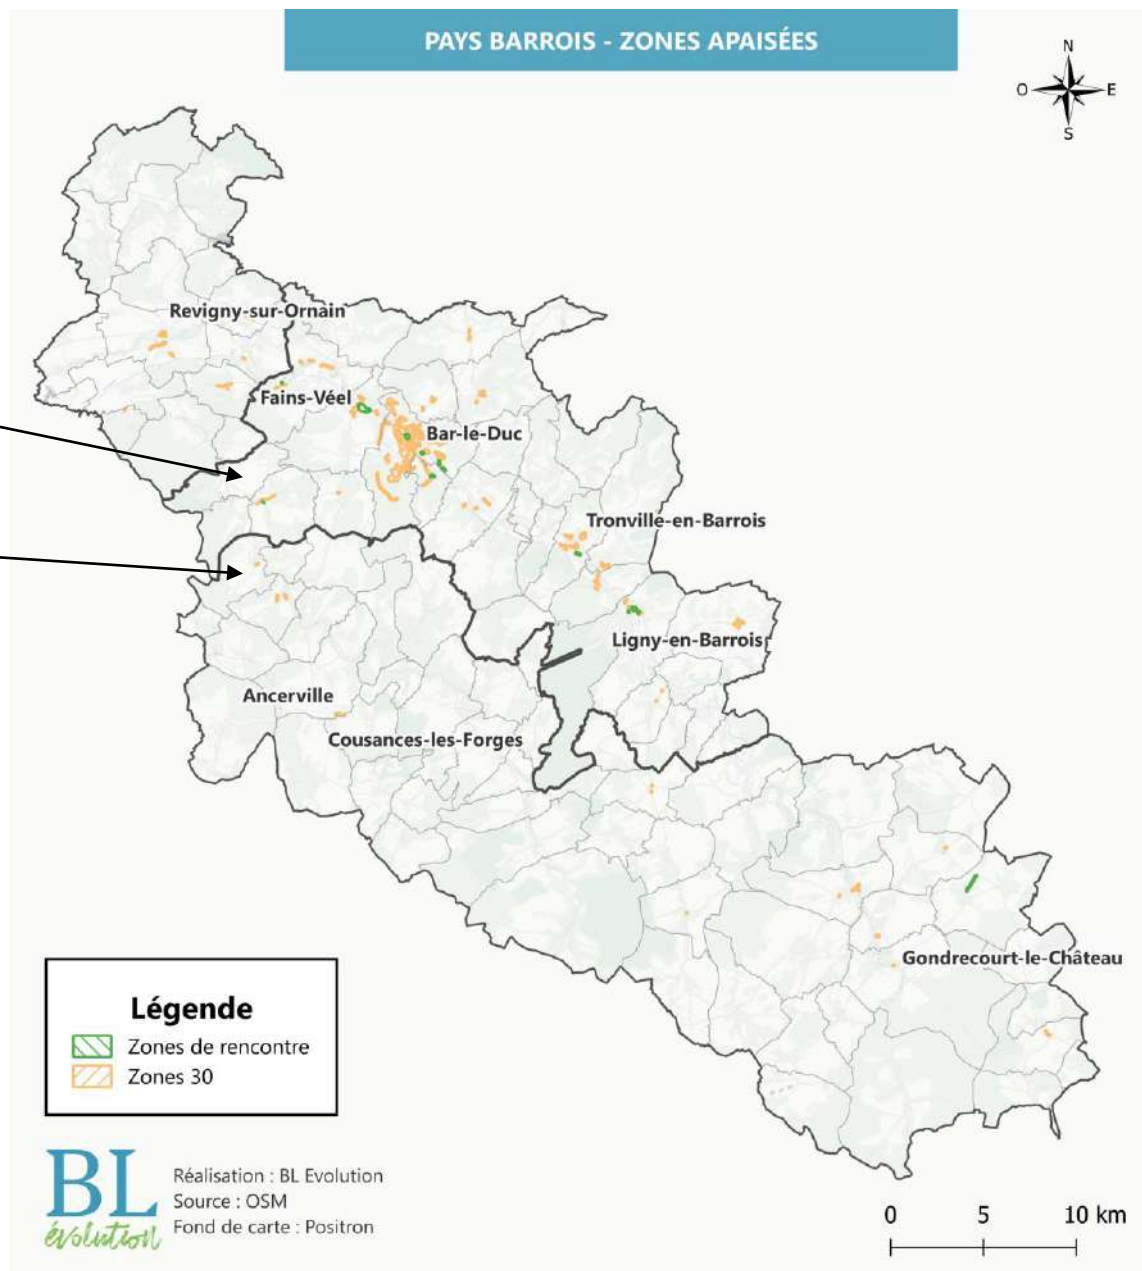 PAYS BARROIS - ZONES APAISÉES
N
O
E
S
Revigny-sur-Ornain
Fains-Véel
Bar-le-Duc
Tronville-en-Barrois
Ligny-en-Barrois
Ancerville
Cousances-les-Forges
Gondrecourt-le-Château
Légende
Zones de rencontre
Zones 30
BL
évolution
Réalisation : BL Evolution
Source : OSM
Fond de carte : Positron
0 5 10 km